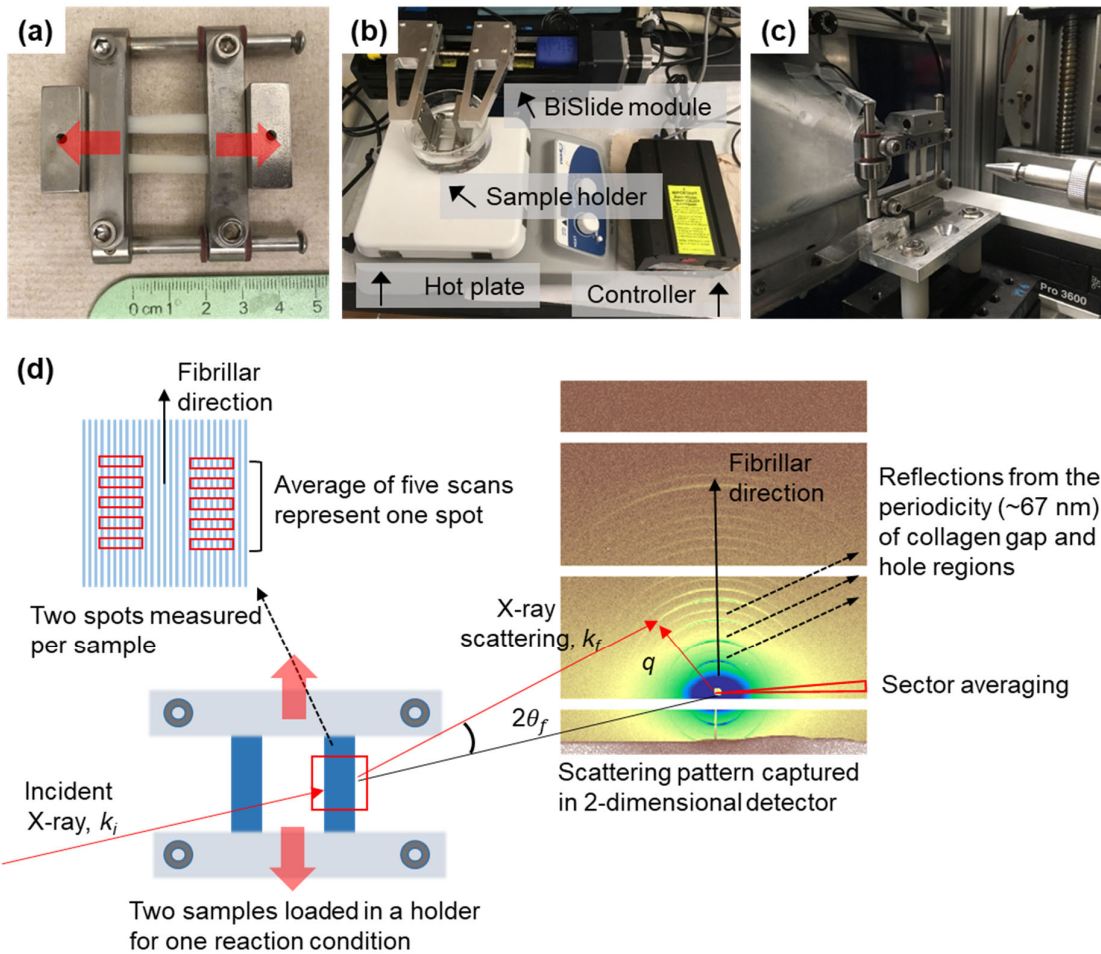 (a)
0 cm 1 2 3 4 5
(b)
BiSlide module
Sample holder
Hot plate
Controller
(c)
Pro 3600
(d)
Fibrillar
direction
Average of five scans
represent one spot
Two spots measured
per sample
Incident
X-ray, k_i
Two samples loaded in a holder
for one reaction condition
X-ray
scattering, k_f
q
2θ_f
Fibrillar
direction
Reflections from the
periodicity (~67 nm)
of collagen gap and
hole regions
Sector averaging
Scattering pattern captured
in 2-dimensional detector